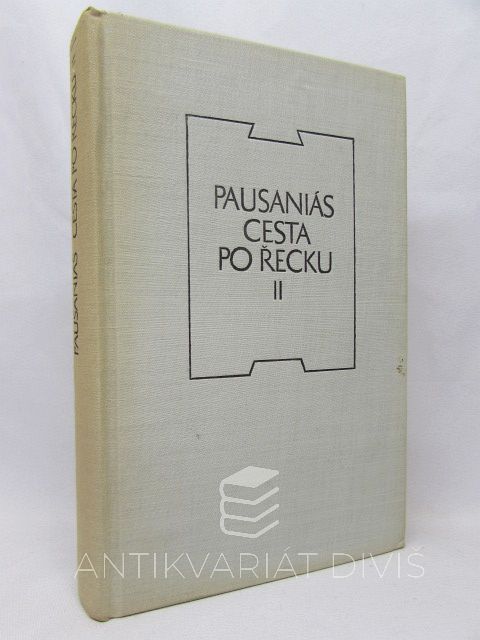 PAUSANIÁS
CESTA
PO ŘECKU
II
PAUSANIÁS CESTA PO ŘECKU
ANTIKVARIÁT DIVIŠ